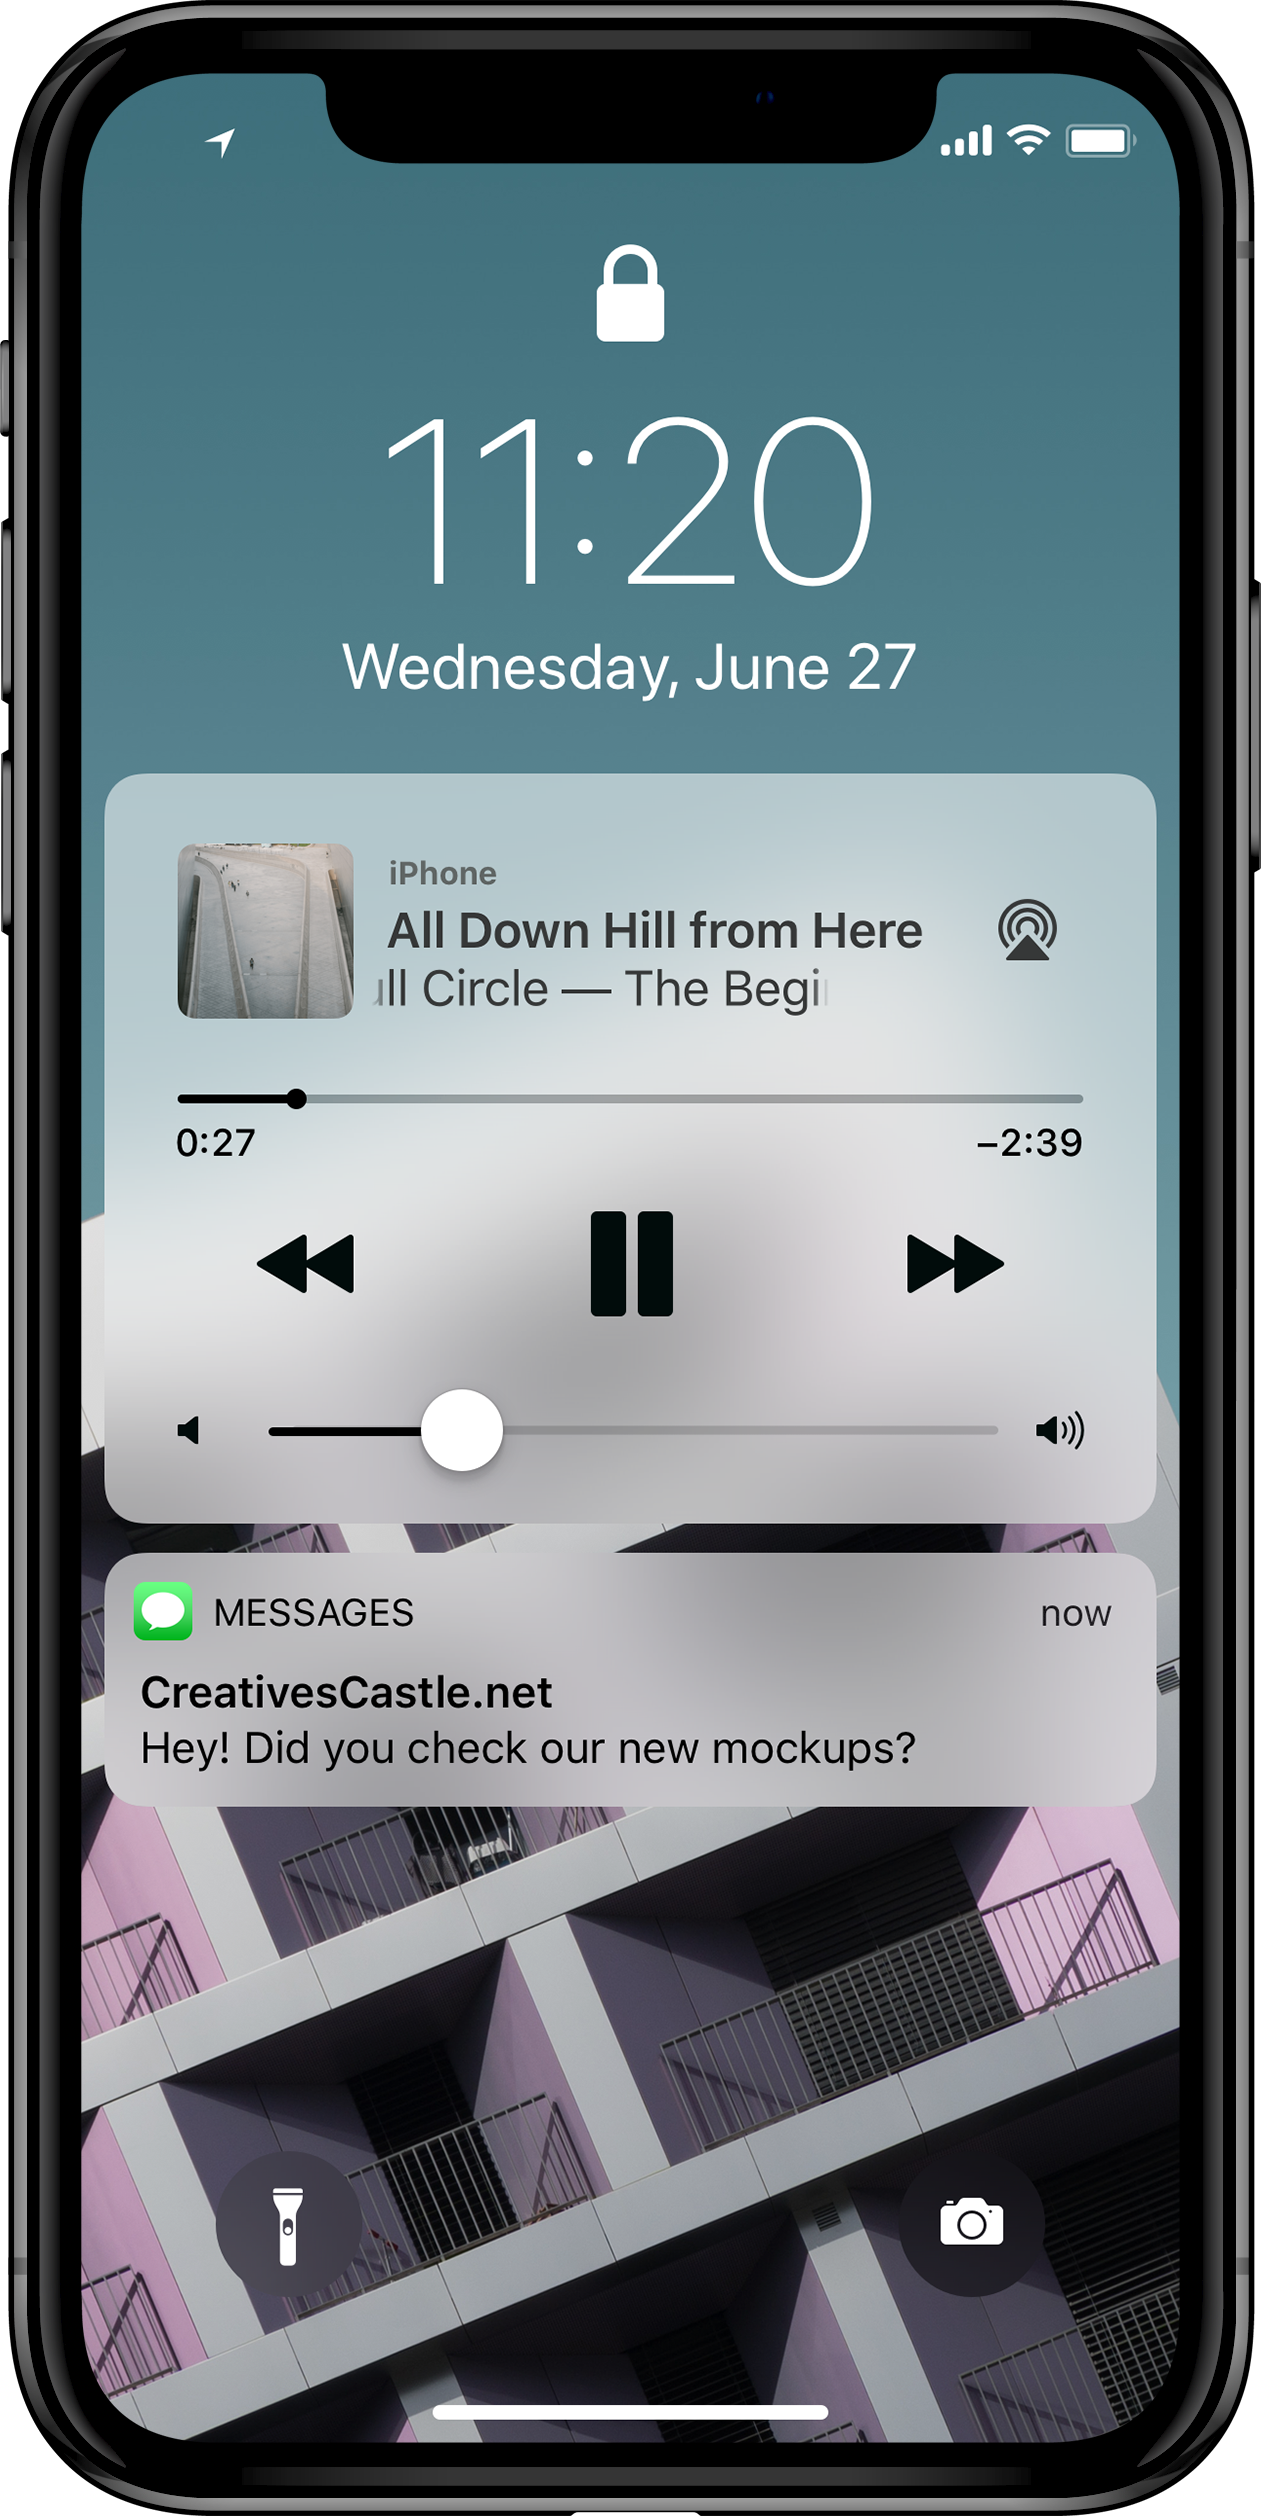 11:20
Wednesday, June 27
iPhone
All Down Hill from Here
ull Circle — The Begi
0:27
–2:39
MESSAGES
now
CreativesCastle.net
Hey! Did you check our new mockups?